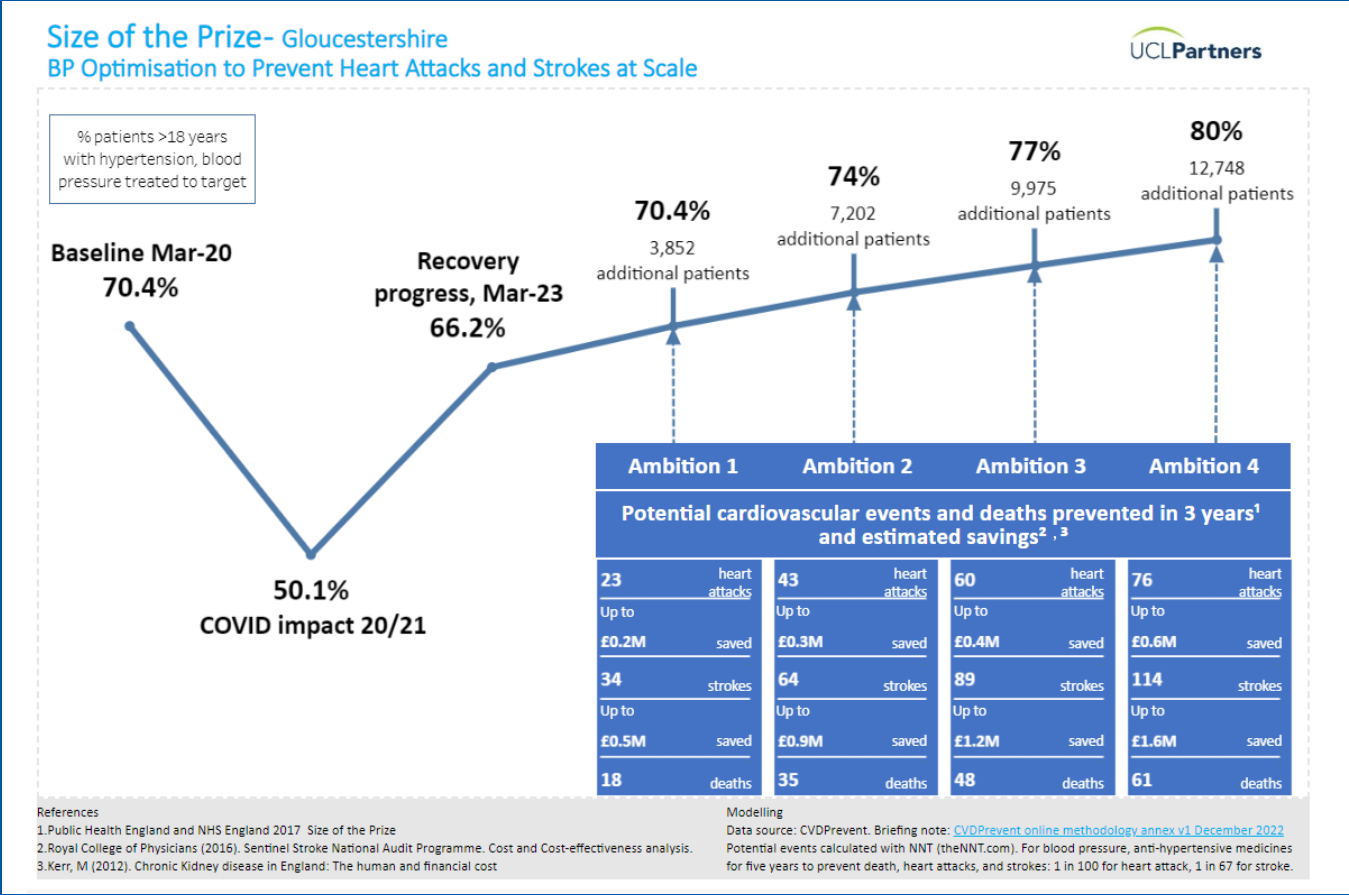 Size of the Prize- Gloucestershire
BP Optimisation to Prevent Heart Attacks and Strokes at Scale
UCLPartners
% patients >18 years
with hypertension, blood
pressure treated to target
Baseline Mar-20
70.4%
50.1%
COVID impact 20/21
Recovery
progress, Mar-23
66.2%
70.4%
3,852
additional patients
74%
7,202
additional patients
77%
9,975
additional patients
80%
12,748
additional patients
Ambition 1 Ambition 2 Ambition 3 Ambition 4
Potential cardiovascular events and deaths prevented in 3 years¹
and estimated savings² , ³
23 heart attacks
Up to
£0.2M saved
34 strokes
Up to
£0.5M saved
18 deaths
43 heart attacks
Up to
£0.3M saved
64 strokes
Up to
£0.9M saved
35 deaths
60 heart attacks
Up to
£0.4M saved
89 strokes
Up to
£1.2M saved
48 deaths
76 heart attacks
Up to
£0.6M saved
114 strokes
Up to
£1.6M saved
61 deaths
References
1.Public Health England and NHS England 2017 Size of the Prize
2.Royal College of Physicians (2016). Sentinel Stroke National Audit Programme. Cost and Cost-effectiveness analysis.
3.Kerr, M (2012). Chronic Kidney disease in England: The human and financial cost
Modelling
Data source: CVDPrevent. Briefing note: CVDPrevent online methodology annex v1 December 2022
Potential events calculated with NNT (theNNT.com). For blood pressure, anti-hypertensive medicines
for five years to prevent death, heart attacks, and strokes: 1 in 100 for heart attack, 1 in 67 for stroke.